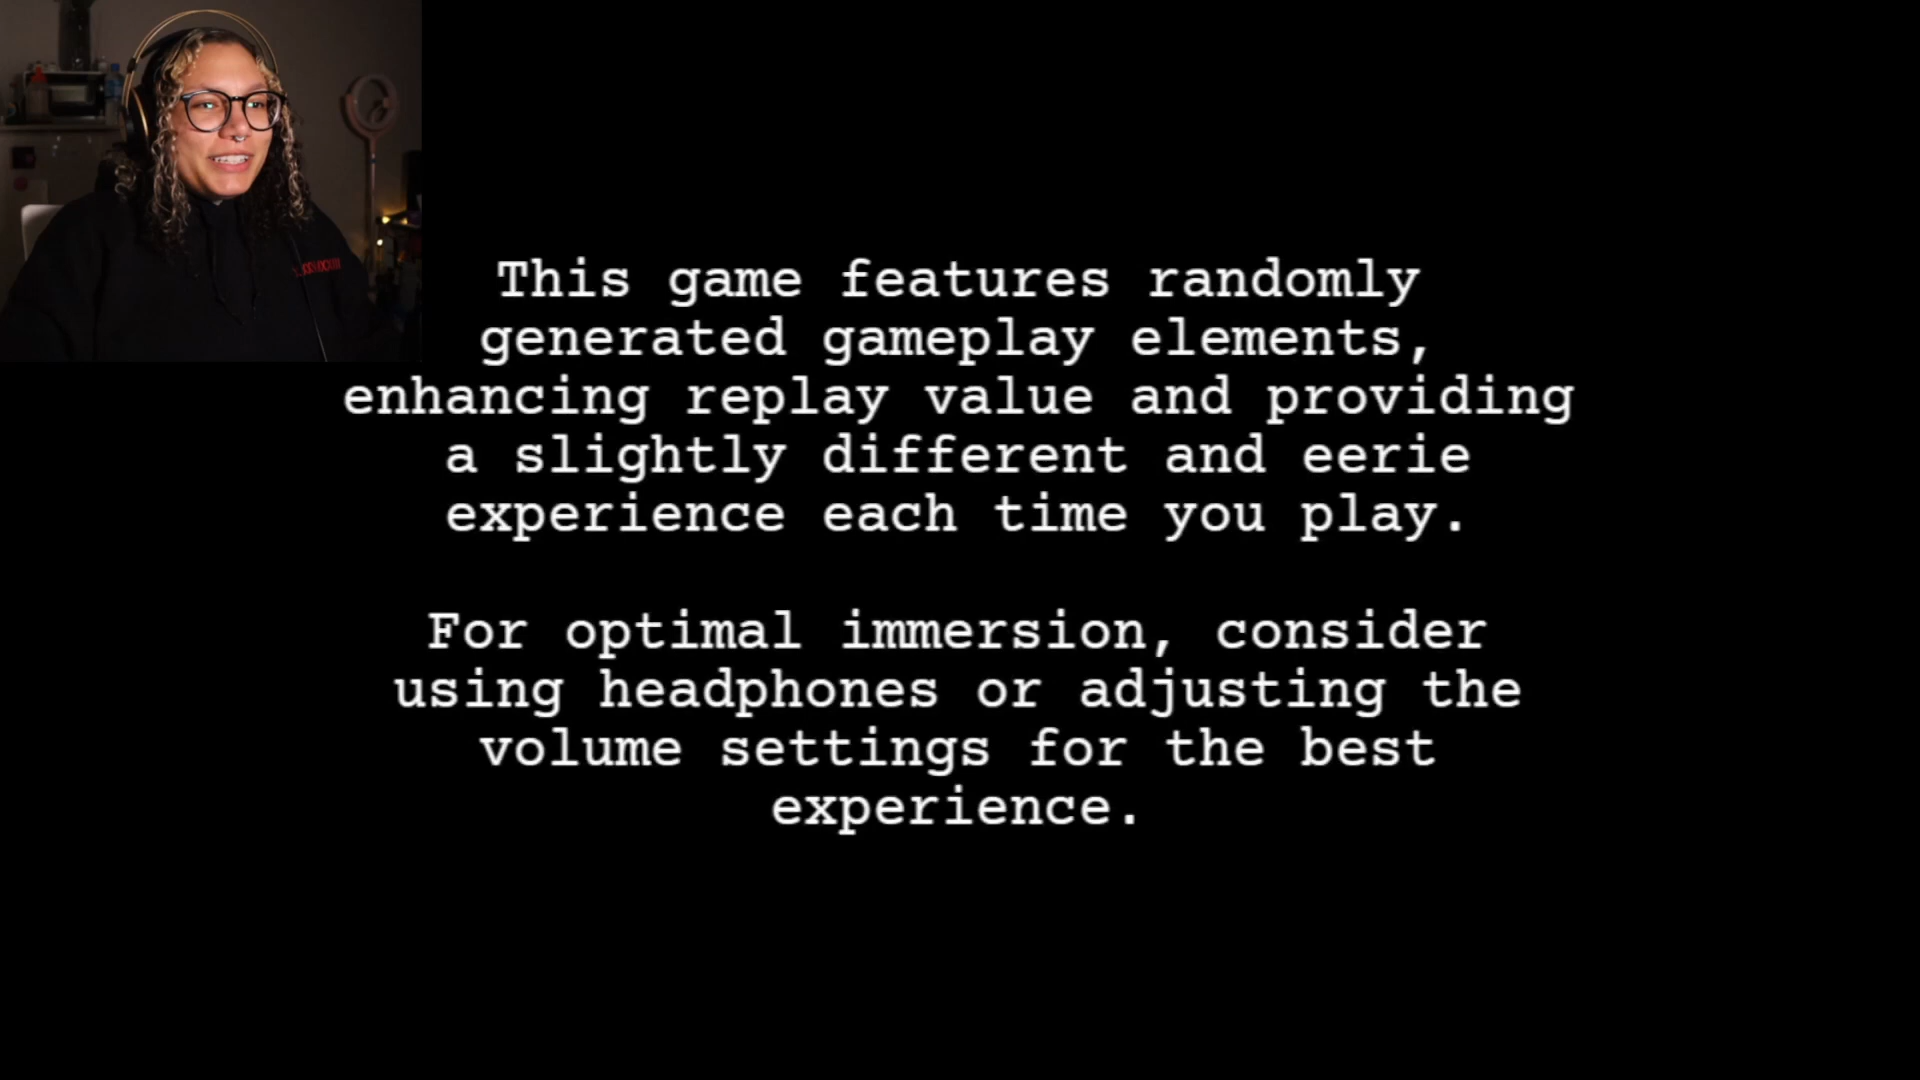 This game features randomly
generated gameplay elements,
enhancing replay value and providing
a slightly different and eerie
experience each time you play.
For optimal immersion, consider
using headphones or adjusting the
volume settings for the best
experience.